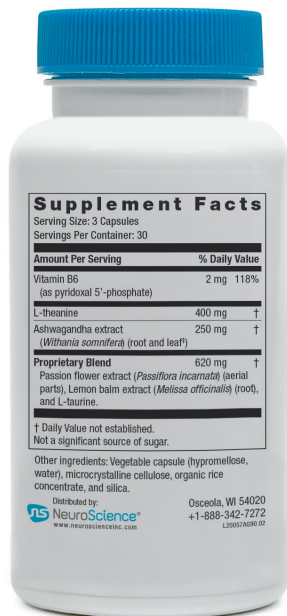 Supplement Facts
Serving Size: 3 Capsules
Servings Per Container: 30
Amount Per Serving % Daily Value
Vitamin B6 2 mg 118%
(as pyridoxal 5'-phosphate)
L-theanine 400 mg †
Ashwagandha extract 250 mg †
(Withania somnifera) (root and leaf‡)
Proprietary Blend 620 mg †
Passion flower extract (Passiflora incarnata) (aerial
parts), Lemon balm extract (Melissa officinalis) (root),
and L-taurine.
† Daily Value not established.
Not a significant source of sugar.
Other ingredients: Vegetable capsule (hypromellose,
water), microcrystalline cellulose, organic rice
concentrate, and silica.
Distributed by:
ns NeuroScience®
www.neuroscienceinc.com
Osceola, WI 54020
+1-888-342-7272
L20057AG90.02